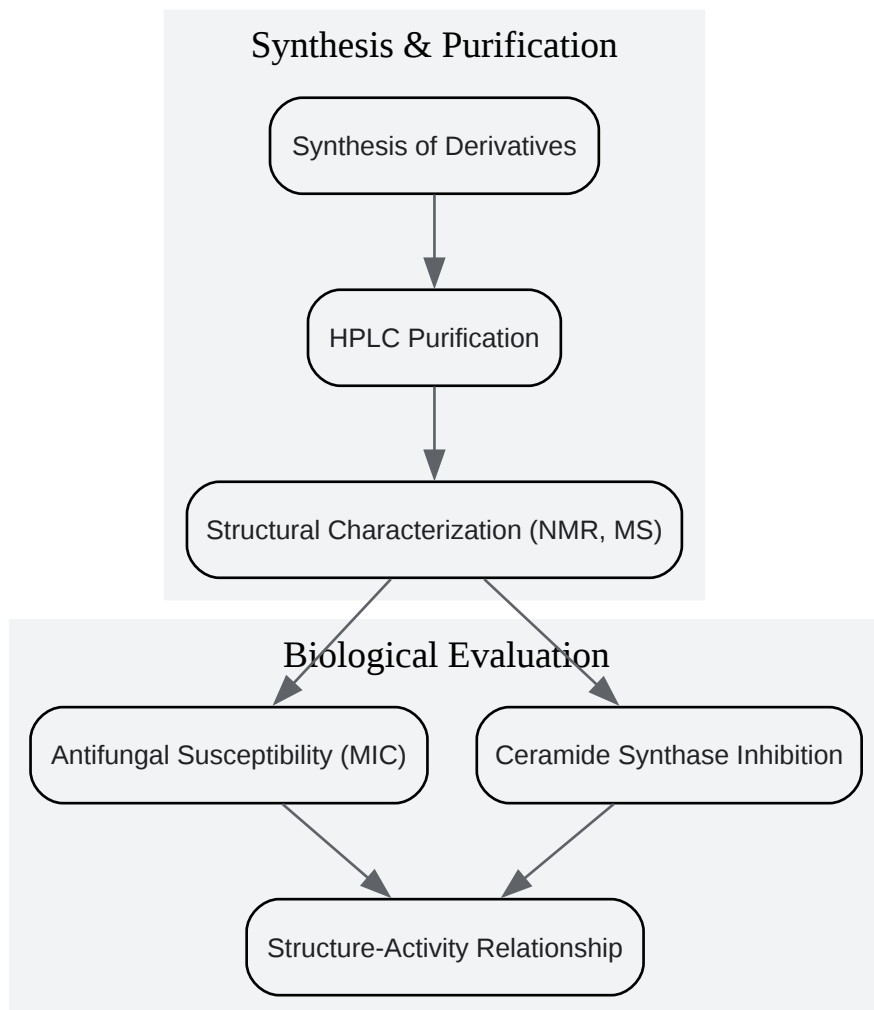 Synthesis & Purification
Synthesis of Derivatives
HPLC Purification
Structural Characterization (NMR, MS)
Biological Evaluation
Antifungal Susceptibility (MIC)
Ceramide Synthase Inhibition
Structure-Activity Relationship